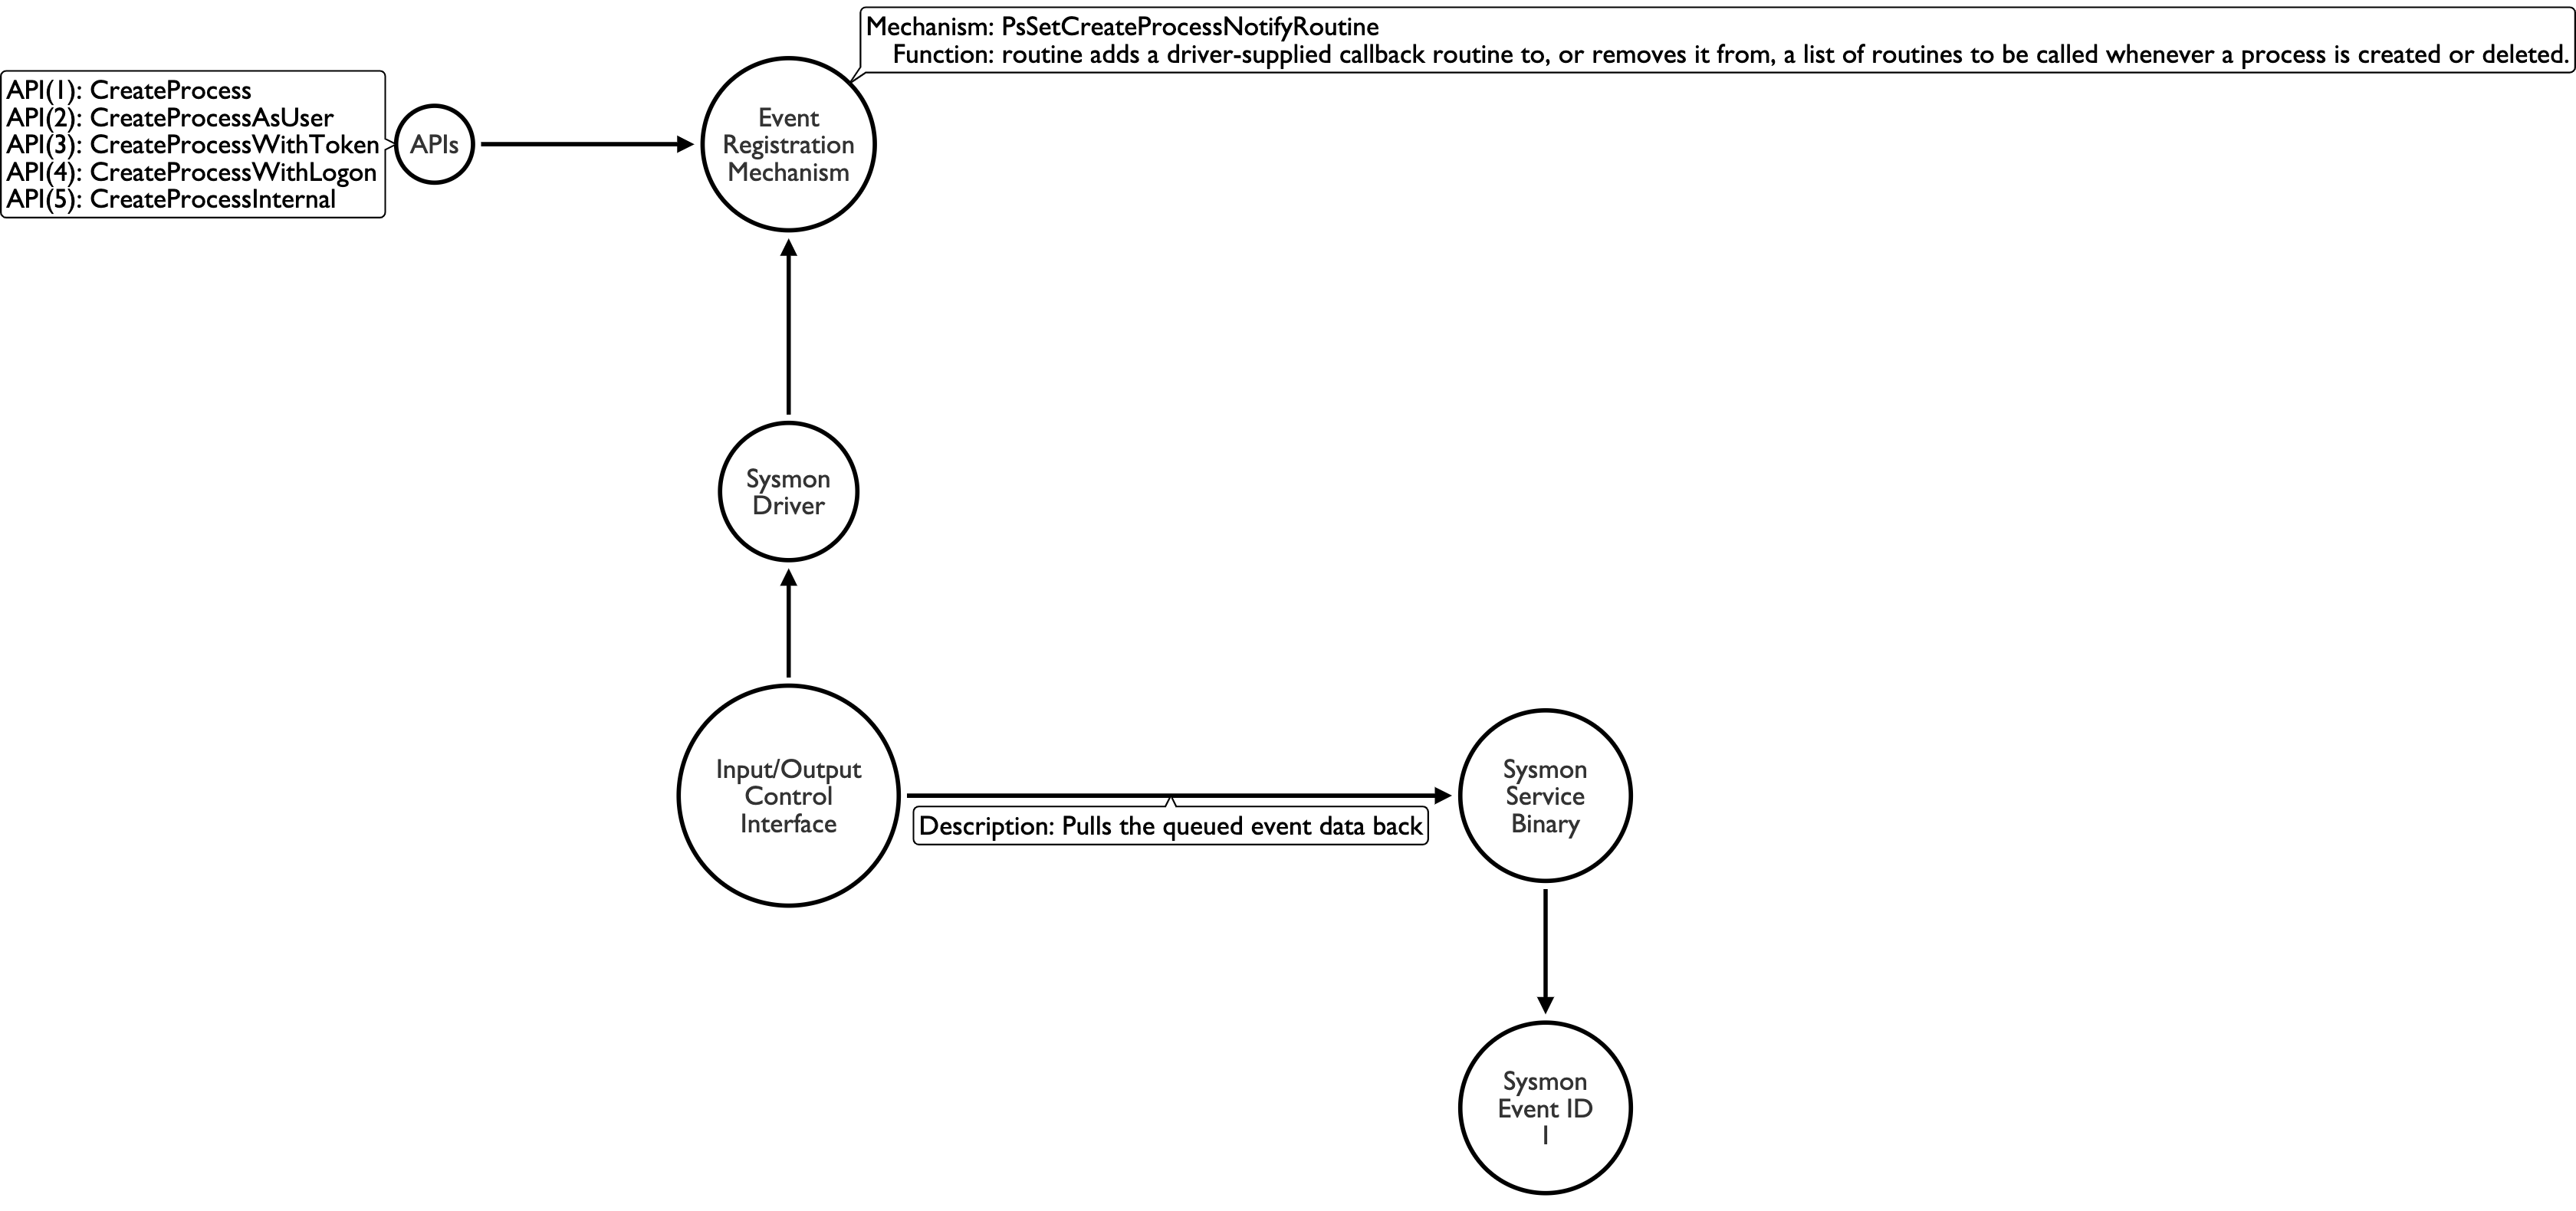 Mechanism: PsSetCreateProcessNotifyRoutine
Function: routine adds a driver-supplied callback routine to, or removes it from, a list of routines to be called whenever a process is created or deleted.
API(1): CreateProcess
API(2): CreateProcessAsUser
API(3): CreateProcessWithToken
API(4): CreateProcessWithLogon
API(5): CreateProcessInternal
APIs
Event
Registration
Mechanism
Sysmon
Driver
Input/Output
Control
Interface
Description: Pulls the queued event data back
Sysmon
Service
Binary
Sysmon
Event ID
1